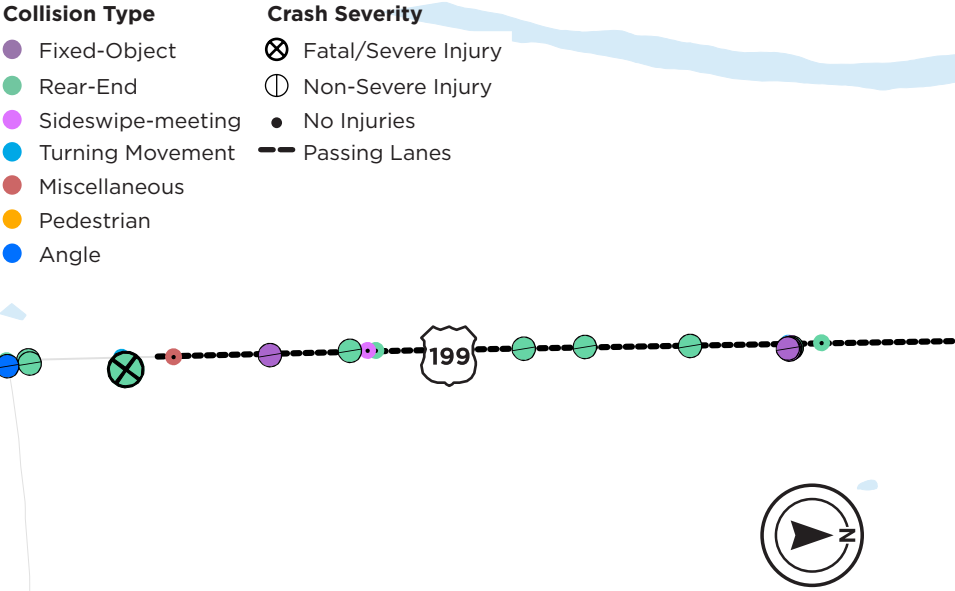 Collision Type
Fixed-Object
Rear-End
Sideswipe-meeting
Turning Movement
Miscellaneous
Pedestrian
Angle
Crash Severity
Fatal/Severe Injury
Non-Severe Injury
No Injuries
Passing Lanes
199
N